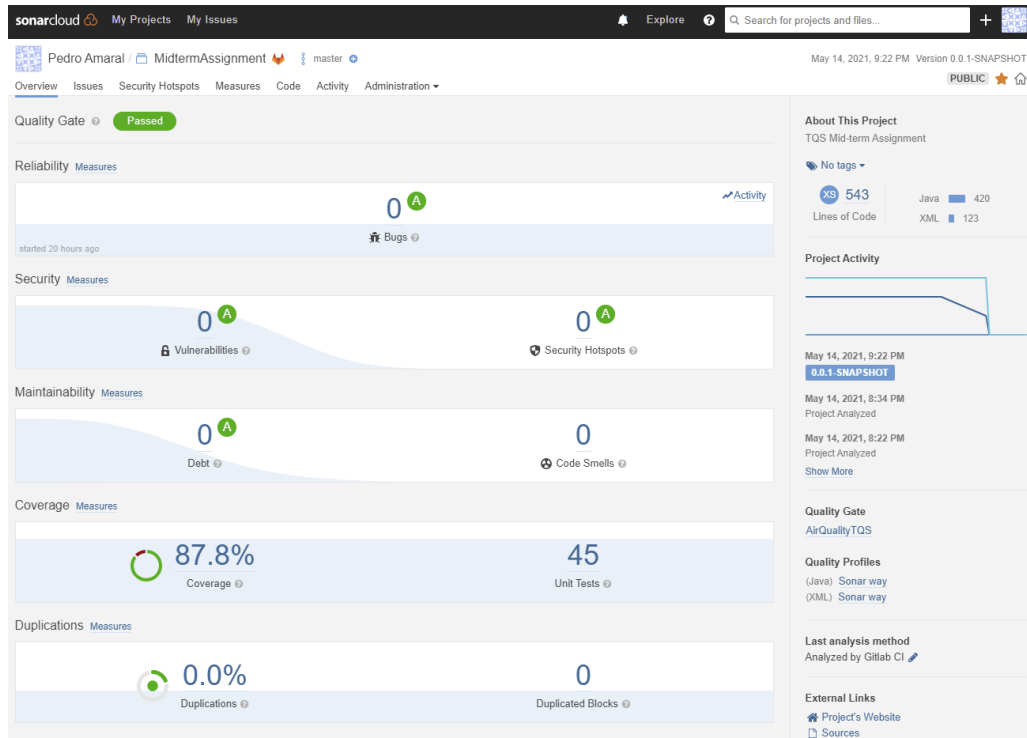 sonarcloud My Projects My Issues Explore Search for projects and files...
Pedro Amaral / MidtermAssignment master
May 14, 2021, 9:22 PM Version 0.0.1-SNAPSHOT
Overview Issues Security Hotspots Measures Code Activity Administration
PUBLIC
Quality Gate Passed
Reliability Measures
0 A
Activity
Bugs
started 20 hours ago
Security Measures
0 A 0 A
Vulnerabilities Security Hotspots
Maintainability Measures
0 A 0
Debt Code Smells
Coverage Measures
87.8% 45
Coverage Unit Tests
Duplications Measures
0.0% 0
Duplications Duplicated Blocks
About This Project
TQS Mid-term Assignment
No tags
XS 543
Lines of Code
Java 420
XML 123
Project Activity
May 14, 2021, 9:22 PM
0.0.1-SNAPSHOT
May 14, 2021, 8:34 PM
Project Analyzed
May 14, 2021, 8:22 PM
Project Analyzed
Show More
Quality Gate
AirQualityTQS
Quality Profiles
(Java) Sonar way
(XML) Sonar way
Last analysis method
Analyzed by Gitlab CI
External Links
Project's Website
Sources